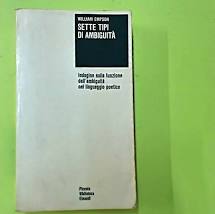 WILLIAM EMPSON
SETTE TIPI
DI AMBIGUITÀ
Indagine sulla funzione
dell'ambiguità
nel linguaggio poetico
Piccola
Biblioteca
Einaudi